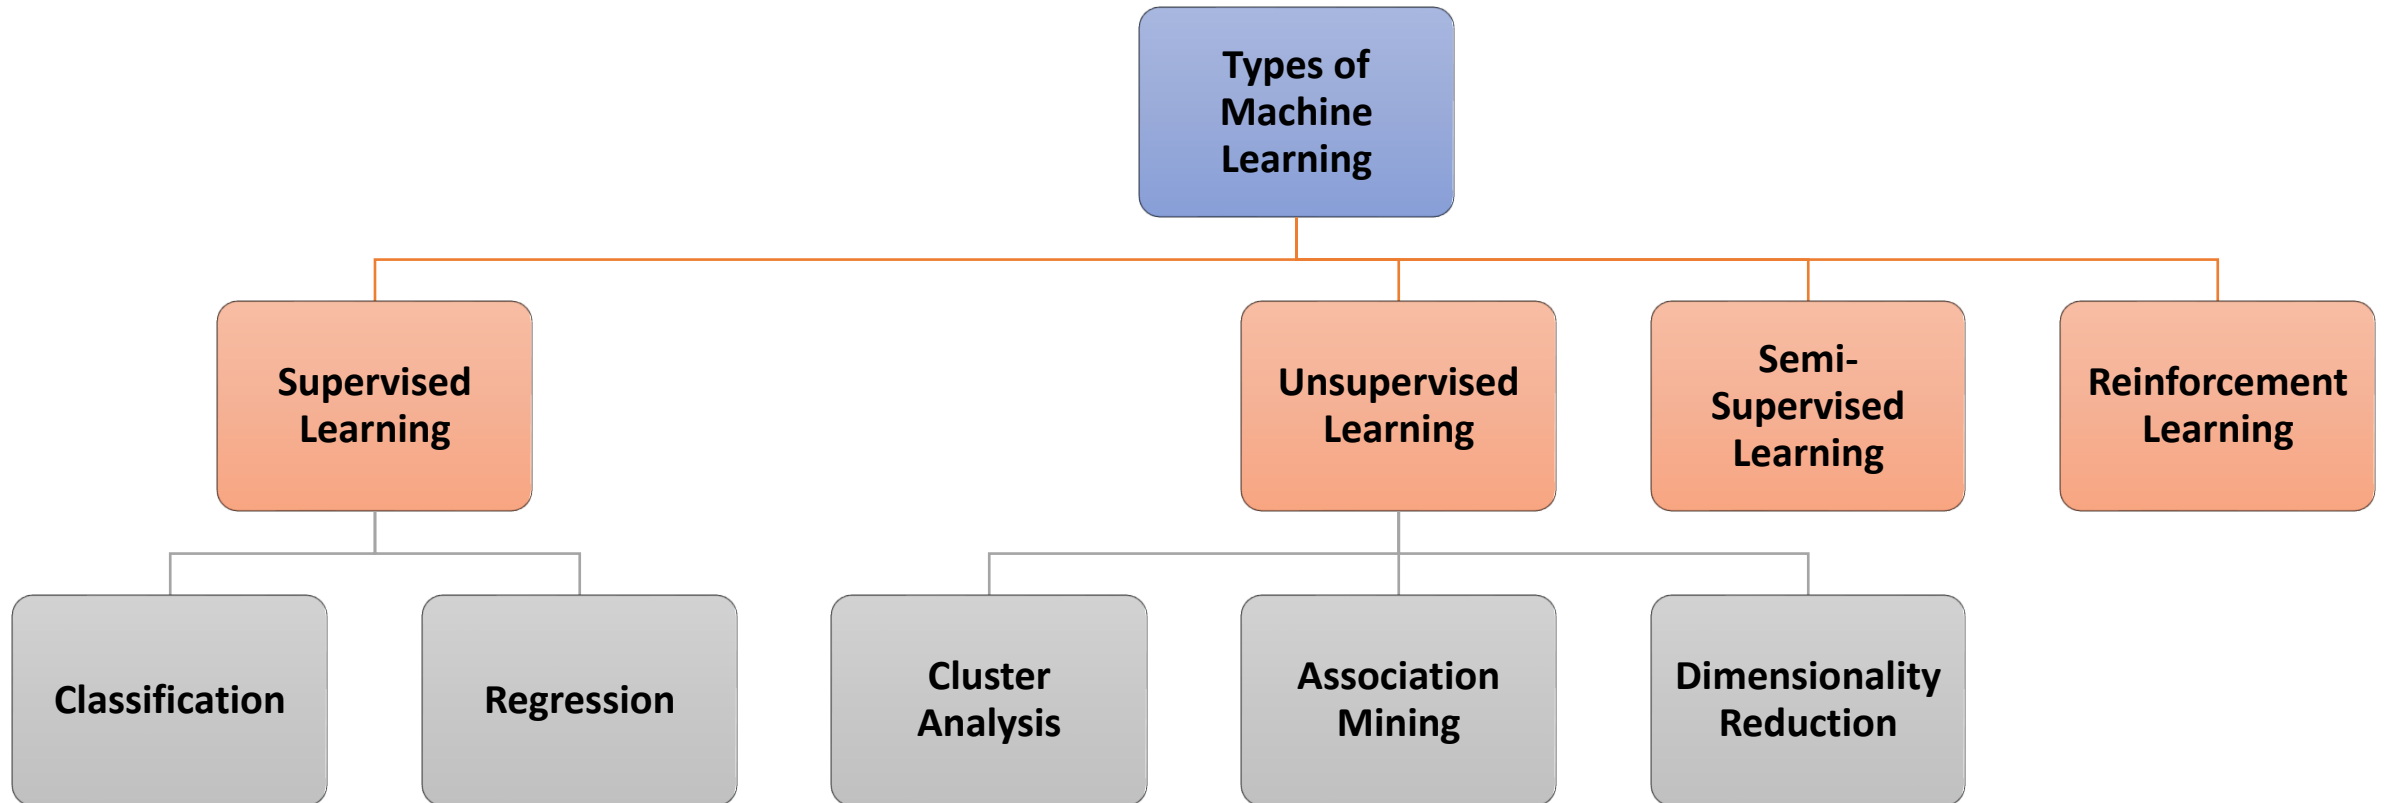 Types of
Machine
Learning
Supervised
Learning
Unsupervised
Learning
Semi-
Supervised
Learning
Reinforcement
Learning
Classification
Regression
Cluster
Analysis
Association
Mining
Dimensionality
Reduction